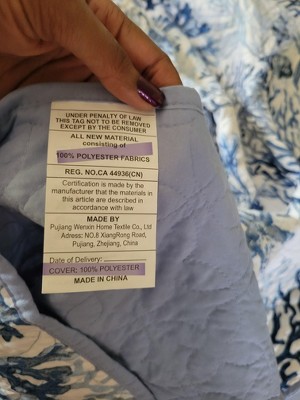 UNDER PENALTY OF LAW
THIS TAG NOT TO BE REMOVED
EXCEPT BY THE CONSUMER
ALL NEW MATERIAL
consisting of
100% POLYESTER FABRICS
REG. NO.CA 44936(CN)
Certification is made by the
manufacturer that the materials in
this article are described in
accordance with law
MADE BY
Pujiang Wenxin Home Textile Co., Ltd
Adress: NO.8 XiangRong Road,
Pujiang, Zhejiang, China
Date of Delivery:
COVER: 100% POLYESTER
MADE IN CHINA